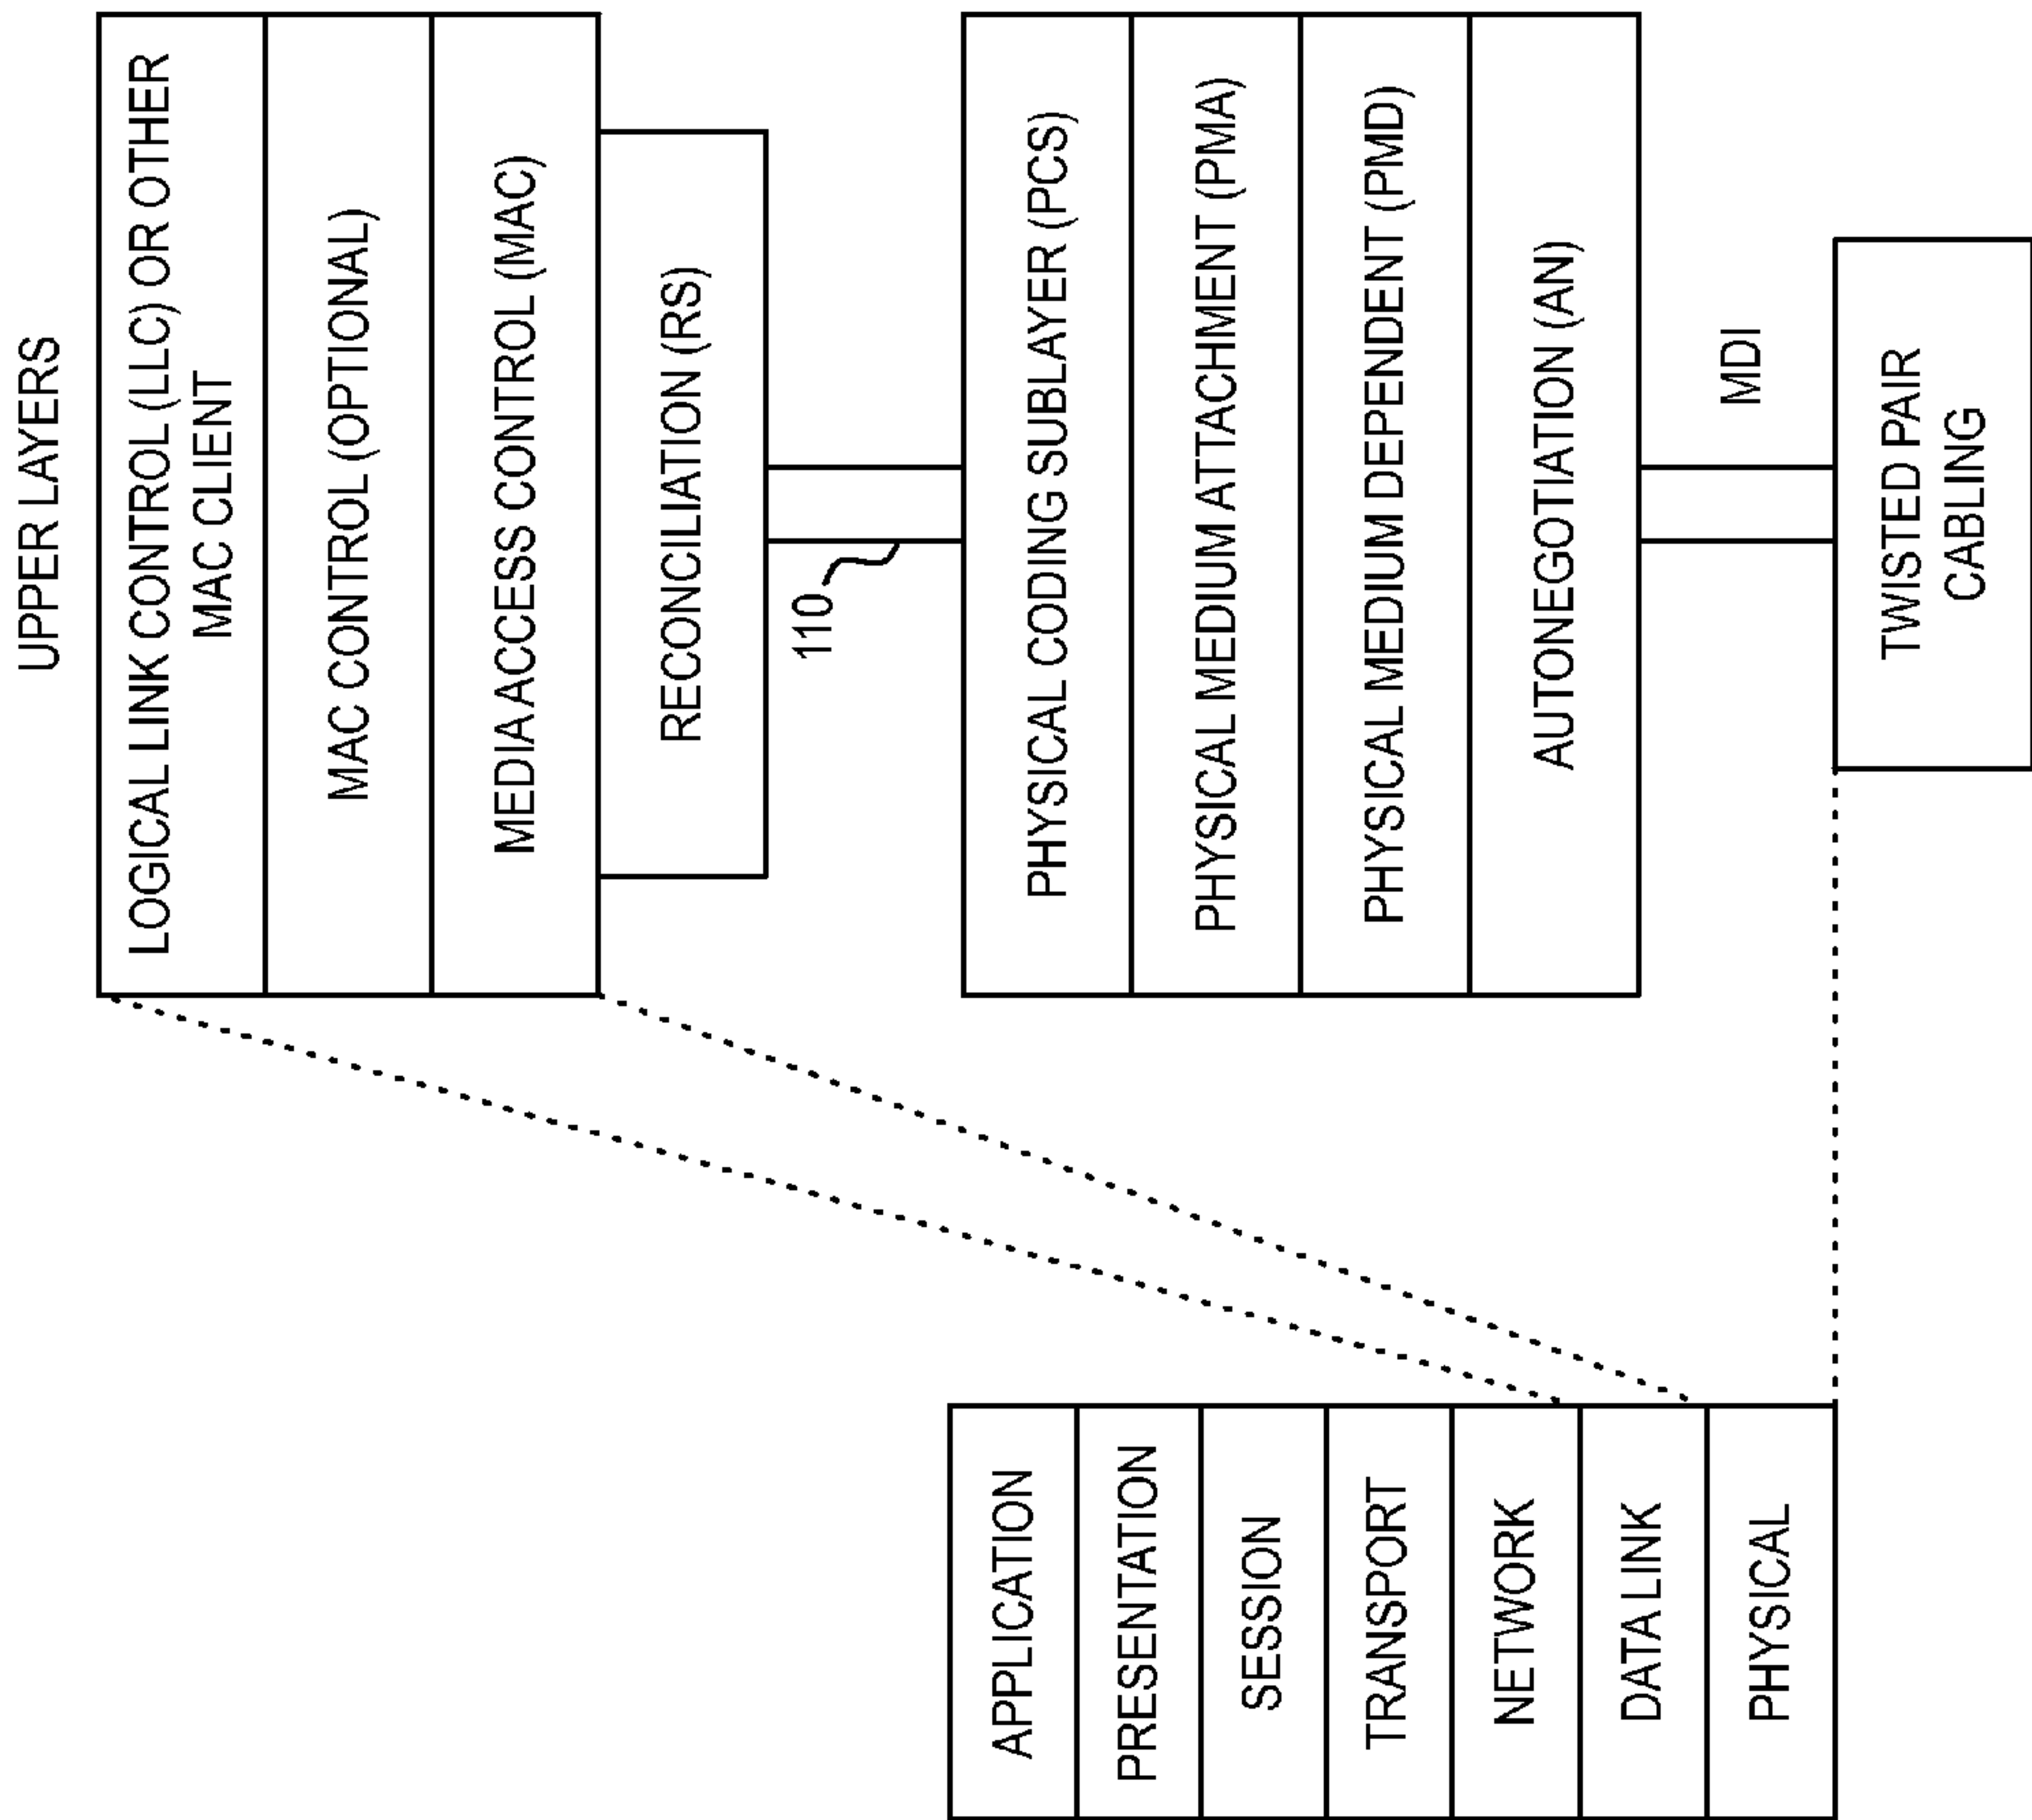 UPPER LAYERS
LOGICAL LINK CONTROL (LLC) OR OTHER
MAC CLIENT
MAC CONTROL (OPTIONAL)
MEDIA ACCESS CONTROL (MAC)
RECONCILIATION (RS)
110
PHYSICAL CODING SUBLAYER (PCS)
PHYSICAL MEDIUM ATTACHMENT (PMA)
PHYSICAL MEDIUM DEPENDENT (PMD)
AUTONEGOTIATION (AN)
MDI
TWISTED PAIR
CABLING
APPLICATION
PRESENTATION
SESSION
TRANSPORT
NETWORK
DATA LINK
PHYSICAL